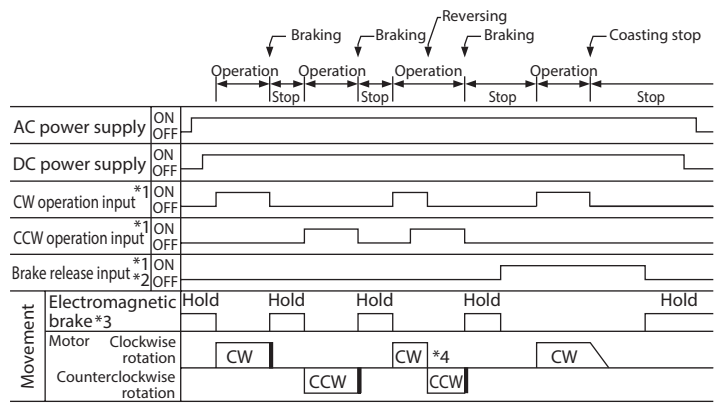 Reversing
Braking Braking Braking Coasting stop
Operation Operation Operation Operation
Stop Stop Stop Stop
AC power supply ON OFF
DC power supply ON OFF
CW operation input *1 ON OFF
CCW operation input *1 ON OFF
Brake release input *1 *2 ON OFF
Movement
Electromagnetic brake *3 Hold Hold Hold Hold Hold
Motor Clockwise rotation CW CW *4 CW
Counterclockwise rotation CCW CCW